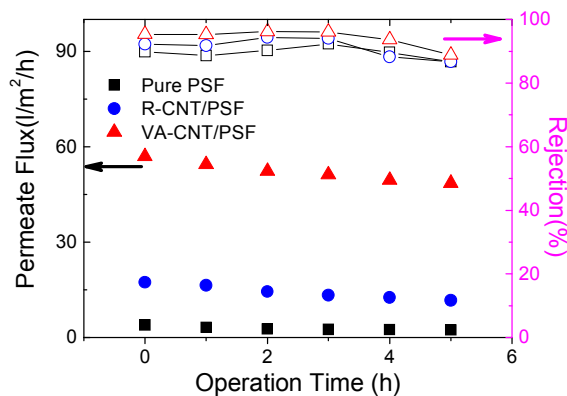 Permeate Flux(l/m²/h)
90
60
30
0
Pure PSF
R-CNT/PSF
VA-CNT/PSF
100
80
60
40
20
0
Rejection(%)
0
2
4
6
Operation Time (h)